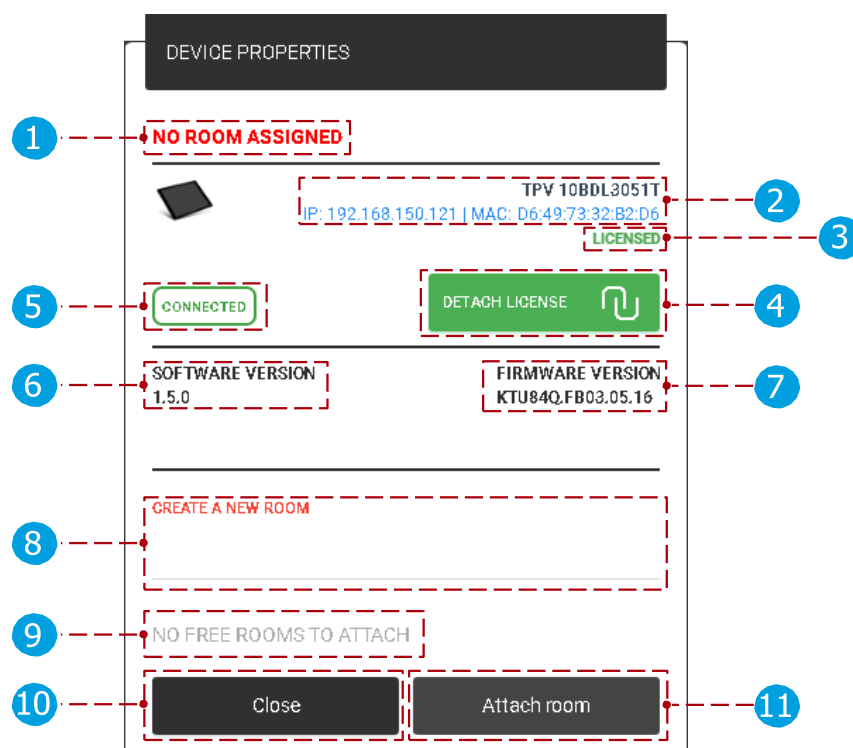 DEVICE PROPERTIES
1
NO ROOM ASSIGNED
TPV 10BDL3051T
2
IP: 192.168.150.121 | MAC: D6:49:73:32:B2:D6
LICENSED
3
5
CONNECTED
DETACH LICENSE
4
6
SOFTWARE VERSION
1.5.0
FIRMWARE VERSION
KTU84Q.FB03.05.16
7
CREATE A NEW ROOM
8
9
NO FREE ROOMS TO ATTACH
10
Close
Attach room
11